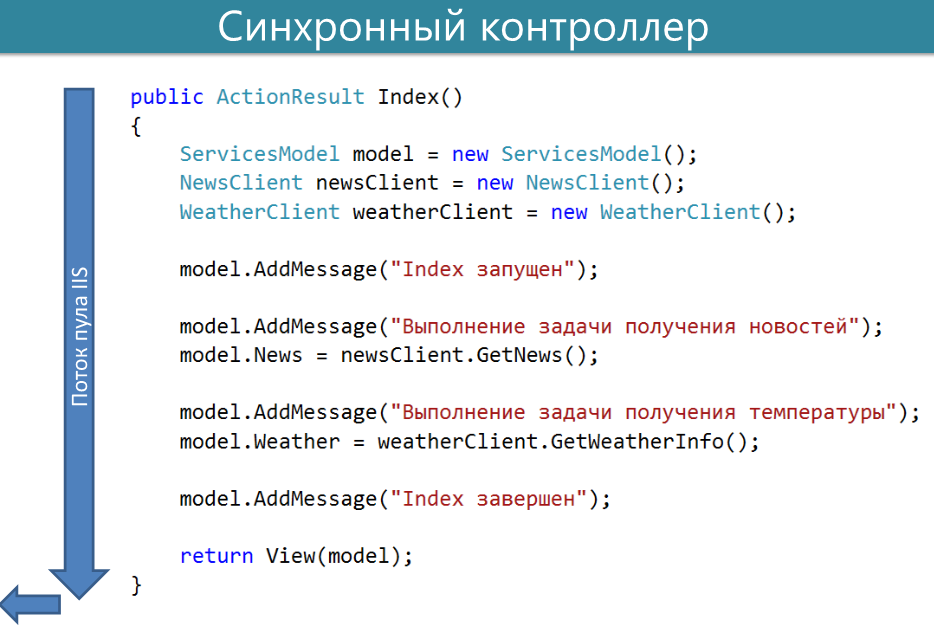 Синхронный контроллер
Поток пула IIS
public ActionResult Index()
{
    ServicesModel model = new ServicesModel();
    NewsClient newsClient = new NewsClient();
    WeatherClient weatherClient = new WeatherClient();
    model.AddMessage("Index запущен");
    model.AddMessage("Выполнение задачи получения новостей");
    model.News = newsClient.GetNews();
    model.AddMessage("Выполнение задачи получения температуры");
    model.Weather = weatherClient.GetWeatherInfo();
    model.AddMessage("Index завершен");
    return View(model);
}